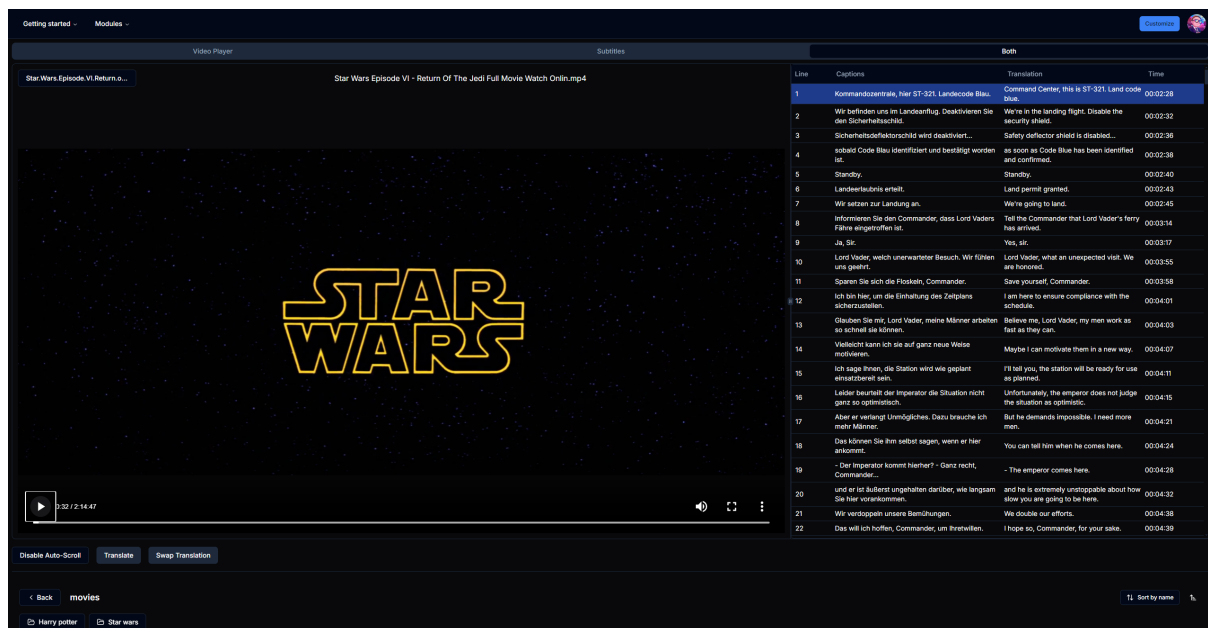 Getting started
Modules
Customize
Video Player
Subtitles
Both
Star.Wars.Episode.VI.Return.o...
Star Wars Episode VI - Return Of The Jedi Full Movie Watch Onlin.mp4
STAR
WARS
0:32 / 2:14:47
Line Captions Translation Time
1 Kommandozentrale, hier ST-321. Landecode Blau. Command Center, this is ST-321. Land code 00:02:28
blue.
2 Wir befinden uns im Landeanflug. Deaktivieren Sie We're in the landing flight. Disable the 00:02:32
den Sicherheitsschild. security shield.
3 Sicherheitsdeflektorschild wird deaktiviert... Safety deflector shield is disabled... 00:02:36
4 sobald Code Blau identifiziert und bestätigt worden as soon as Code Blue has been identified 00:02:38
ist. and confirmed.
5 Standby. Standby. 00:02:40
6 Landeerlaubnis erteilt. Land permit granted. 00:02:43
7 Wir setzen zur Landung an. We're going to land. 00:02:45
8 Informieren Sie den Commander, dass Lord Vaders Tell the Commander that Lord Vader's ferry 00:03:14
Fähre eingetroffen ist. has arrived.
9 Ja, Sir. Yes, sir. 00:03:17
10 Lord Vader, welch unerwarteter Besuch. Wir fühlen Lord Vader, what an unexpected visit. We 00:03:55
uns geehrt. are honored.
11 Sparen Sie sich die Floskeln, Commander. Save yourself, Commander. 00:03:58
12 Ich bin hier, um die Einhaltung des Zeitplans I am here to ensure compliance with the 00:04:01
sicherzustellen. schedule.
13 Glauben Sie mir, Lord Vader, meine Männer arbeiten Believe me, Lord Vader, my men work as 00:04:03
so schnell sie können. fast as they can.
14 Vielleicht kann ich sie auf ganz neue Weise Maybe I can motivate them in a new way. 00:04:07
motivieren.
15 Ich sage Ihnen, die Station wird wie geplant I'll tell you, the station will be ready for use 00:04:11
einsatzbereit sein. as planned.
16 Leider beurteilt der Imperator die Situation nicht Unfortunately, the emperor does not judge 00:04:15
ganz so optimistisch. the situation as optimistic.
17 Aber er verlangt Unmögliches. Dazu brauche ich But he demands impossible. I need more 00:04:21
mehr Männer. men.
18 Das können Sie ihm selbst sagen, wenn er hier You can tell him when he comes here. 00:04:24
ankommt.
19 - Der Imperator kommt hierher? - Ganz recht, - The emperor comes here. 00:04:28
Commander...
20 und er ist äußerst ungehalten darüber, wie langsam and he is extremely unstoppable about how 00:04:32
Sie hier vorankommen. slow you are going to be here.
21 Wir verdoppeln unsere Bemühungen. We double our efforts. 00:04:38
22 Das will ich hoffen, Commander, um Ihretwillen. I hope so, Commander, for your sake. 00:04:39
Disable Auto-Scroll
Translate
Swap Translation
Back
movies
Sort by name
Harry potter
Star wars